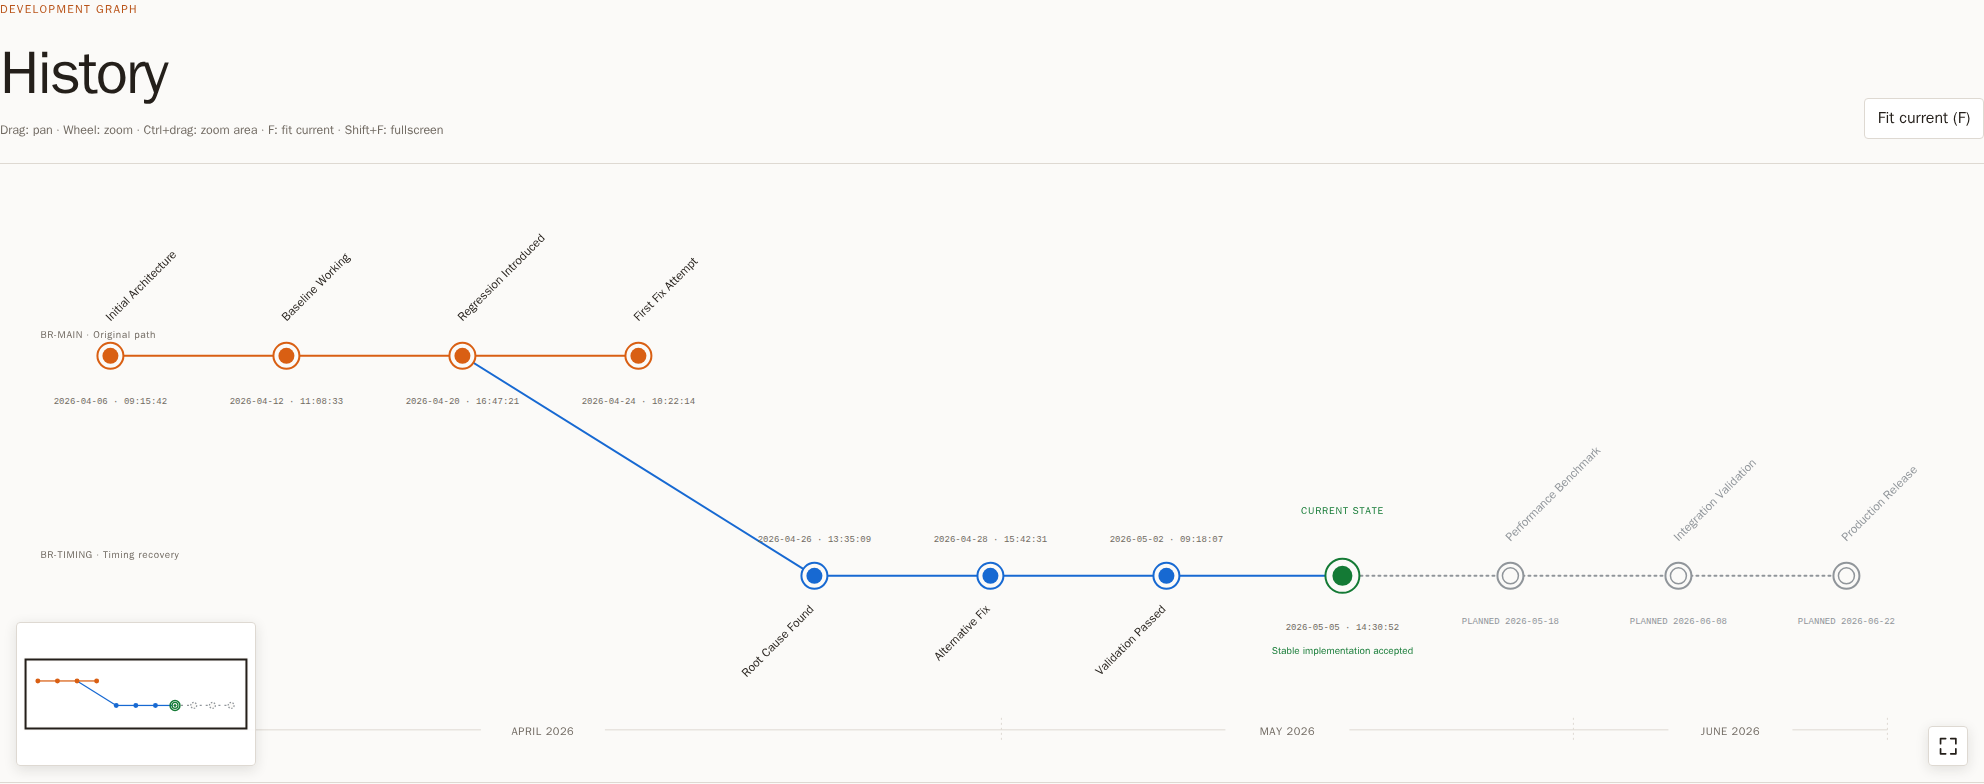 DEVELOPMENT GRAPH
History
Drag: pan · Wheel: zoom · Ctrl+drag: zoom area · F: fit current · Shift+F: fullscreen
Fit current (F)
Initial Architecture
Baseline Working
Regression Introduced
First Fix Attempt
BR-MAIN · Original path
2026-04-06 · 09:15:42
2026-04-12 · 11:08:33
2026-04-20 · 16:47:21
2026-04-24 · 10:22:14
Performance Benchmark
Integration Validation
Production Release
CURRENT STATE
2026-04-26 · 13:35:09
2026-04-28 · 15:42:31
2026-05-02 · 09:18:07
BR-TIMING · Timing recovery
Root Cause Found
Alternative Fix
Validation Passed
2026-05-05 · 14:30:52
Stable implementation accepted
PLANNED 2026-05-18
PLANNED 2026-06-08
PLANNED 2026-06-22
APRIL 2026
MAY 2026
JUNE 2026